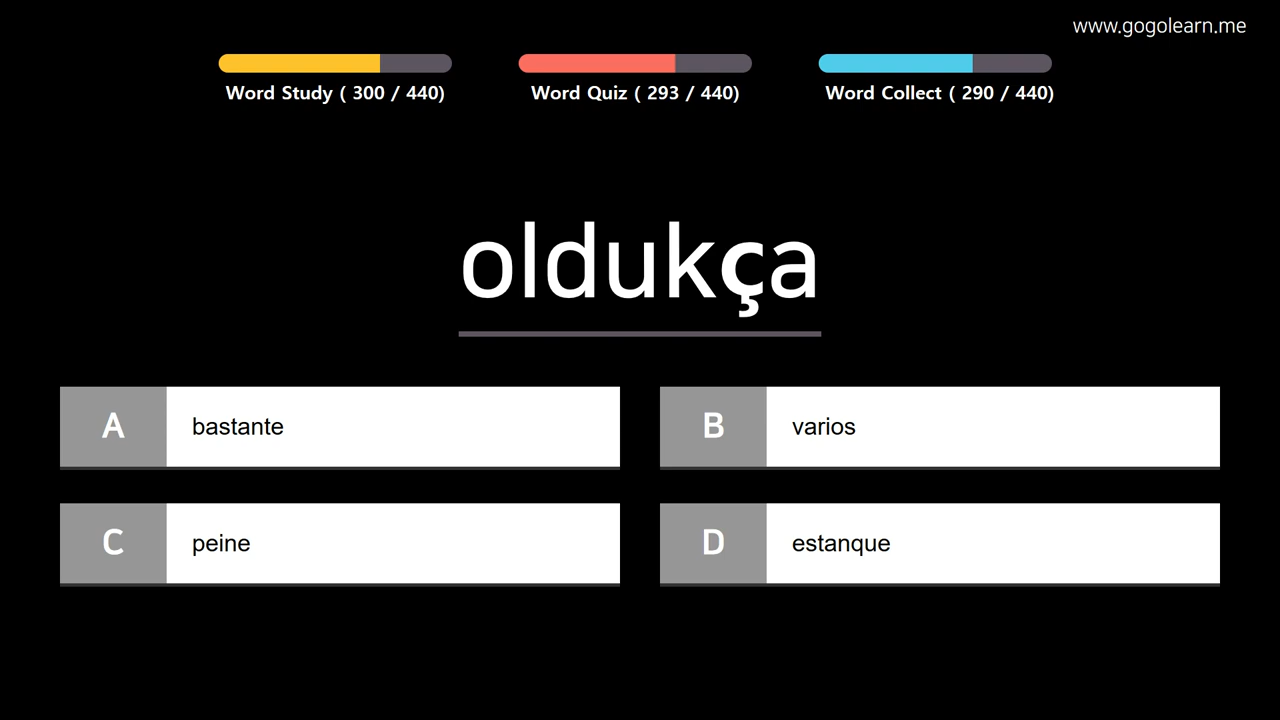 www.gogolearn.me
Word Study ( 300 / 440)
Word Quiz ( 293 / 440)
Word Collect ( 290 / 440)
oldukça
A bastante
B varios
C peine
D estanque